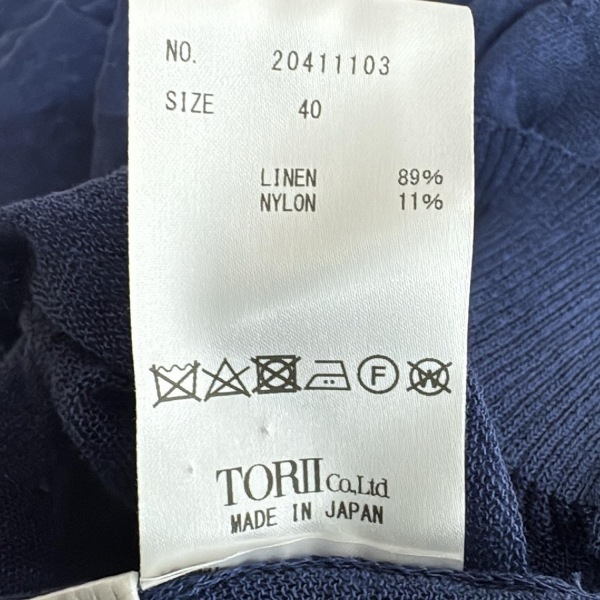 NO. 20411103
SIZE 40
LINEN 89%
NYLON 11%
F W
TORII Co.,Ltd
MADE IN JAPAN